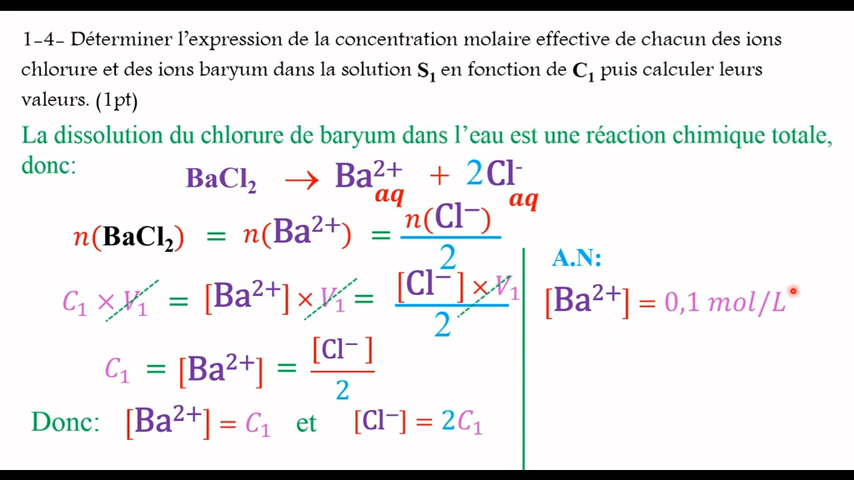 1-4- Déterminer l'expression de la concentration molaire effective de chacun des ions
chlorure et des ions baryum dans la solution S₁ en fonction de C₁ puis calculer leurs
valeurs. (1pt)
La dissolution du chlorure de baryum dans l'eau est une réaction chimique totale,
donc:
BaCl₂ → Ba²⁺aq + 2Cl⁻aq
n(BaCl₂) = n(Ba²⁺) = n(Cl⁻)/2
C₁ × V₁ = [Ba²⁺] × V₁ = [Cl⁻] × V₁/2
C₁ = [Ba²⁺] = [Cl⁻]/2
Donc: [Ba²⁺] = C₁ et [Cl⁻] = 2C₁
A.N:
[Ba²⁺] = 0,1 mol/L